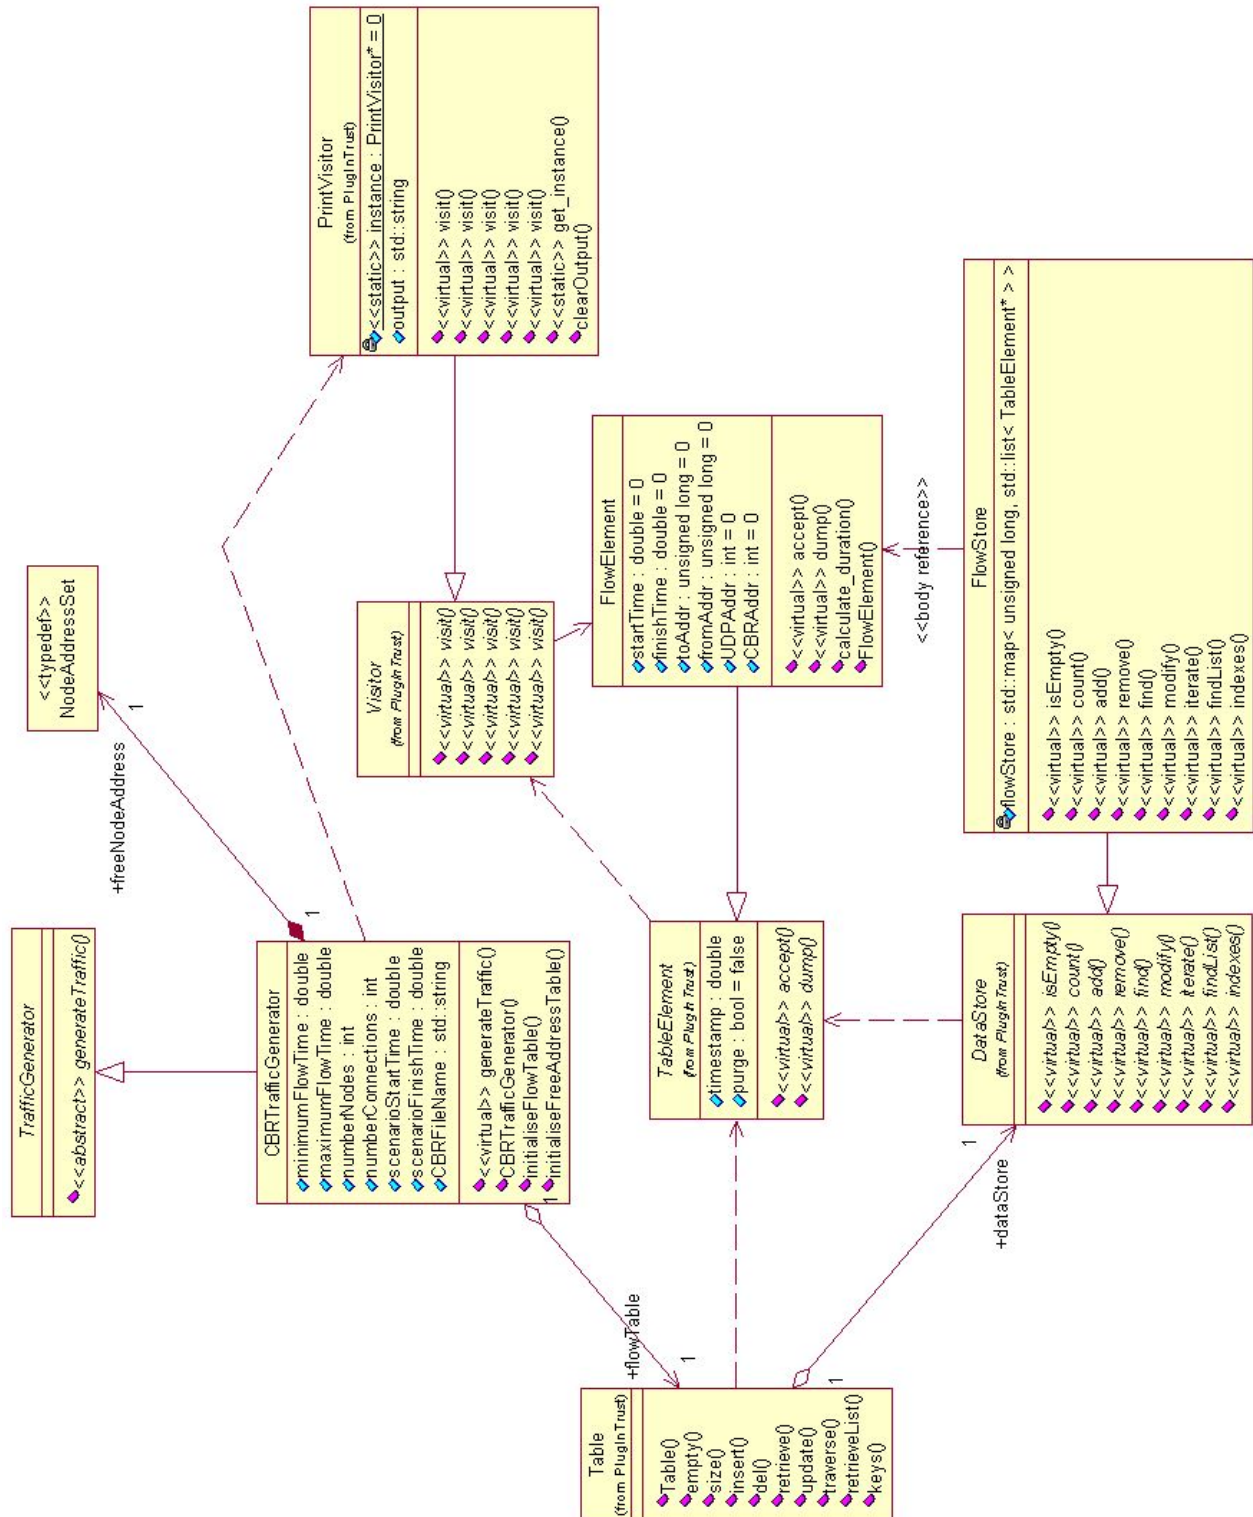 TrafficGenerator
<<abstract>> generateTraffic()
<<typedef>>
NodeAddressSet
+freeNodeAddress
1
1
CBRTrafficGenerator
minimumFlowTime : double
maximumFlowTime : double
numberNodes : int
numberConnections : int
scenarioStartTime : double
scenarioFinishTime : double
CBRFileName : std::string
<<virtual>> generateTraffic()
CBRTrafficGenerator()
initialiseFlowTable()
initialiseFreeAddressTable()
1
+flowTable
1
PrintVisitor
(from PlugInTrust)
<<static>> instance : PrintVisitor* = 0
output : std::string
<<virtual>> visit()
<<virtual>> visit()
<<virtual>> visit()
<<virtual>> visit()
<<virtual>> visit()
<<static>> get_instance()
clearOutput()
Visitor
(from PlugInTrust)
<<virtual>> visit()
<<virtual>> visit()
<<virtual>> visit()
<<virtual>> visit()
<<virtual>> visit()
Table
(from PlugInTrust)
Table()
empty()
size()
insert()
del()
retrieve()
update()
traverse()
retrieveList()
keys()
1
+dataStore
1
TableElement
(from PlugInTrust)
timestamp : double
purge : bool = false
<<virtual>> accept()
<<virtual>> dump()
FlowElement
startTime : double = 0
finishTime : double = 0
toAddr : unsigned long = 0
fromAddr : unsigned long = 0
UDPAddr : int = 0
CBRAddr : int = 0
<<virtual>> accept()
<<virtual>> dump()
calculate_duration()
FlowElement()
<<body reference>>
DataStore
(from PlugInTrust)
<<virtual>> isEmpty()
<<virtual>> count()
<<virtual>> add()
<<virtual>> remove()
<<virtual>> find()
<<virtual>> modify()
<<virtual>> iterate()
<<virtual>> findList()
<<virtual>> indexes()
FlowStore
flowStore : std::map< unsigned long, std::list< TableElement* > >
<<virtual>> isEmpty()
<<virtual>> count()
<<virtual>> add()
<<virtual>> remove()
<<virtual>> find()
<<virtual>> modify()
<<virtual>> iterate()
<<virtual>> findList()
<<virtual>> indexes()